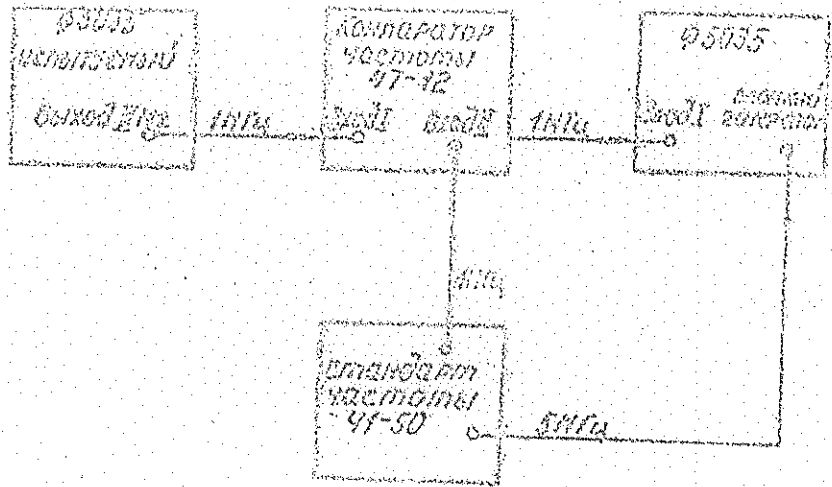 Ф5035
испытуемый
Выход
1МГц
Компаратор
частоты
Ч7-12
Вход I
Вход II
1МГц
Ф5035
Вход I
1МГц
Стандарт
частоты
Ч1-50
5МГц